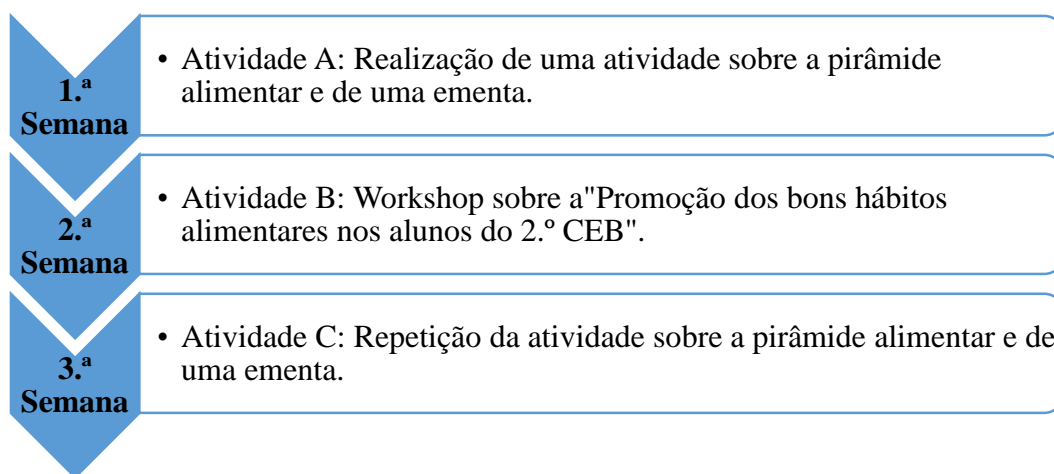 1.ª
Semana
• Atividade A: Realização de uma atividade sobre a pirâmide
alimentar e de uma ementa.
2.ª
Semana
• Atividade B: Workshop sobre a"Promoção dos bons hábitos
alimentares nos alunos do 2.º CEB".
3.ª
Semana
• Atividade C: Repetição da atividade sobre a pirâmide alimentar e de
uma ementa.